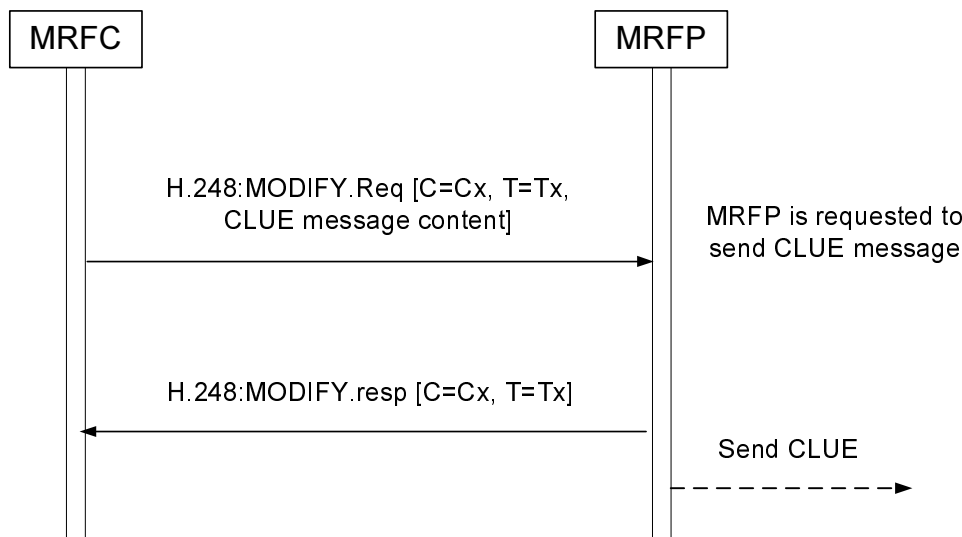 MRFC
MRFP
H.248:MODIFY.Req [C=Cx, T=Tx,
CLUE message content]
MRFP is requested to
send CLUE message
H.248:MODIFY.resp [C=Cx, T=Tx]
Send CLUE